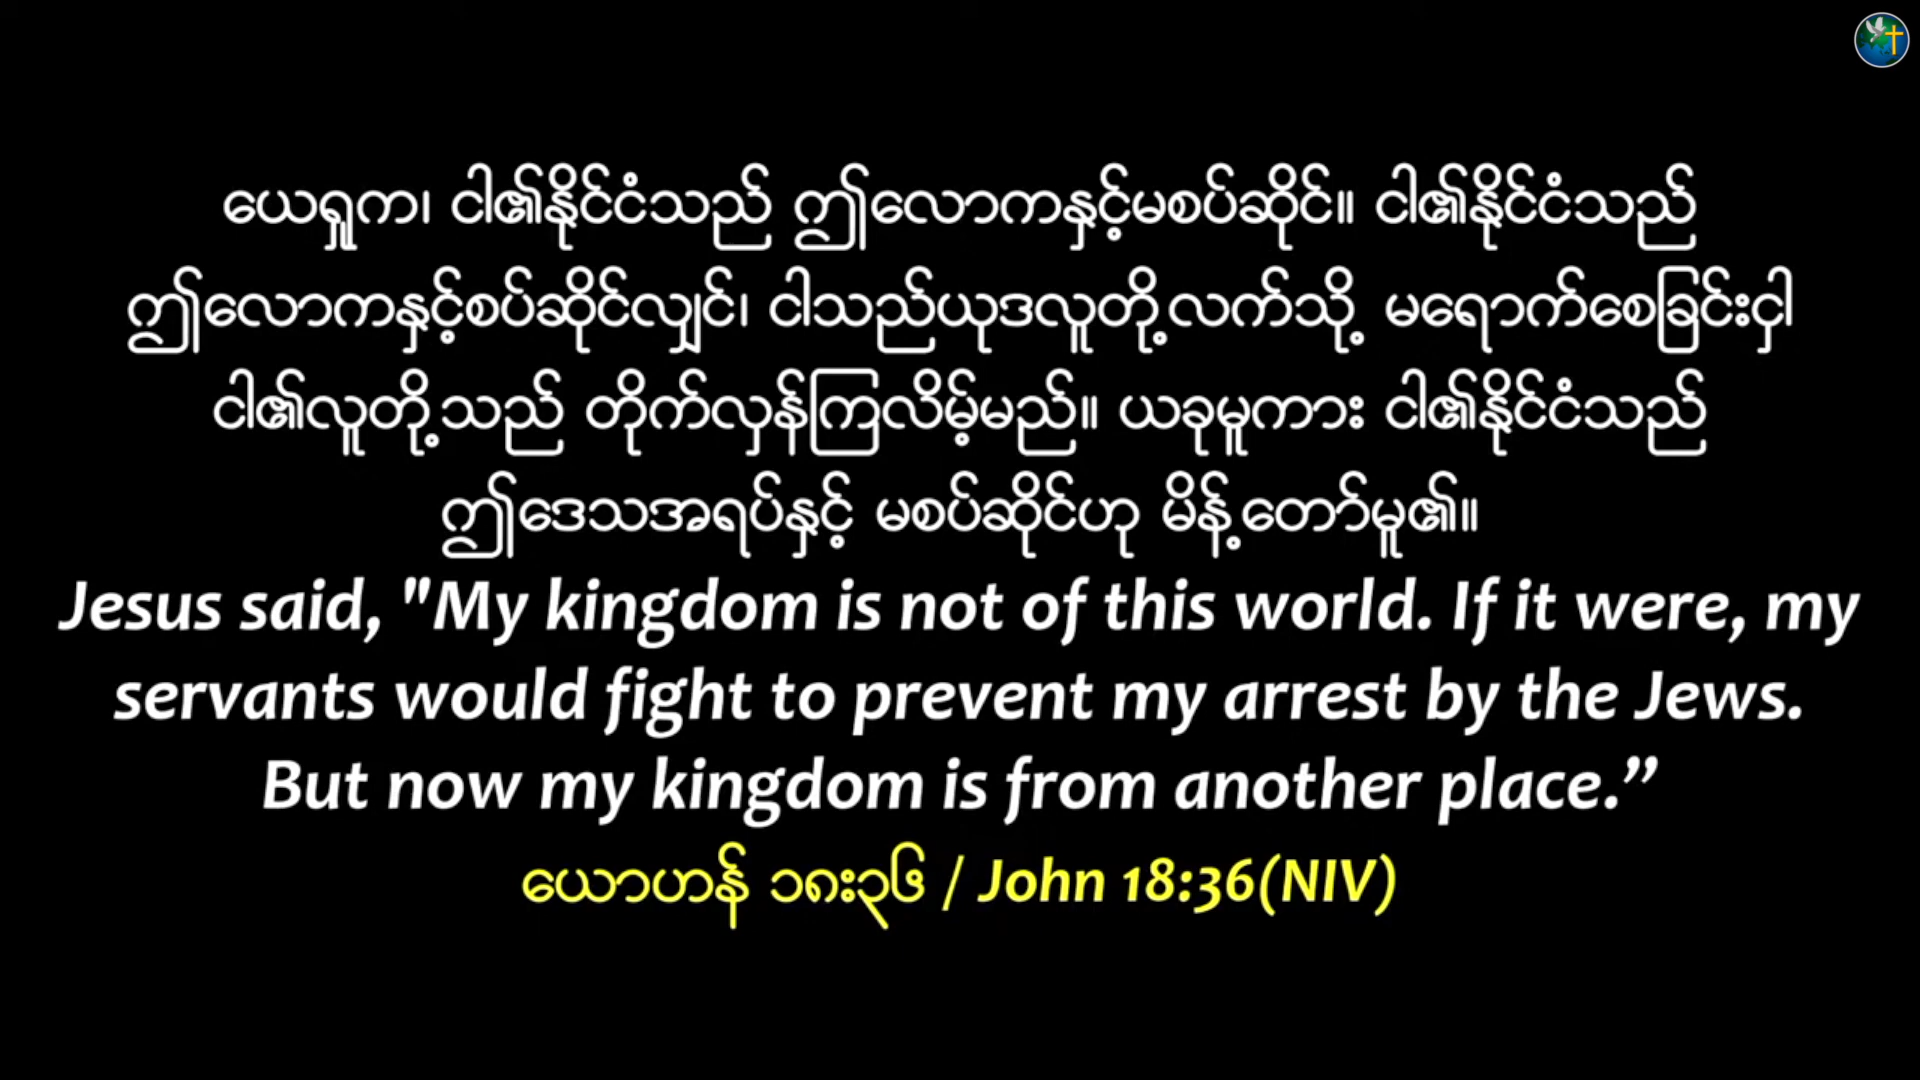 ယေရှုက၊ ငါ၏နိုင်ငံသည် ဤလောကနှင့်မစပ်ဆိုင်။ ငါ၏နိုင်ငံသည်
ဤလောကနှင့်စပ်ဆိုင်လျှင်၊ ငါသည်ယုဒလူတို့လက်သို့ မရောက်စေခြင်းငှါ
ငါ၏လူတို့သည် တိုက်လှန်ကြလိမ့်မည်။ ယခုမူကား ငါ၏နိုင်ငံသည်
ဤဒေသအရပ်နှင့် မစပ်ဆိုင်ဟု မိန့်တော်မူ၏။
Jesus said, "My kingdom is not of this world. If it were, my
servants would fight to prevent my arrest by the Jews.
But now my kingdom is from another place.”
ယောဟန် ၁၈း၃၆ / John 18:36(NIV)